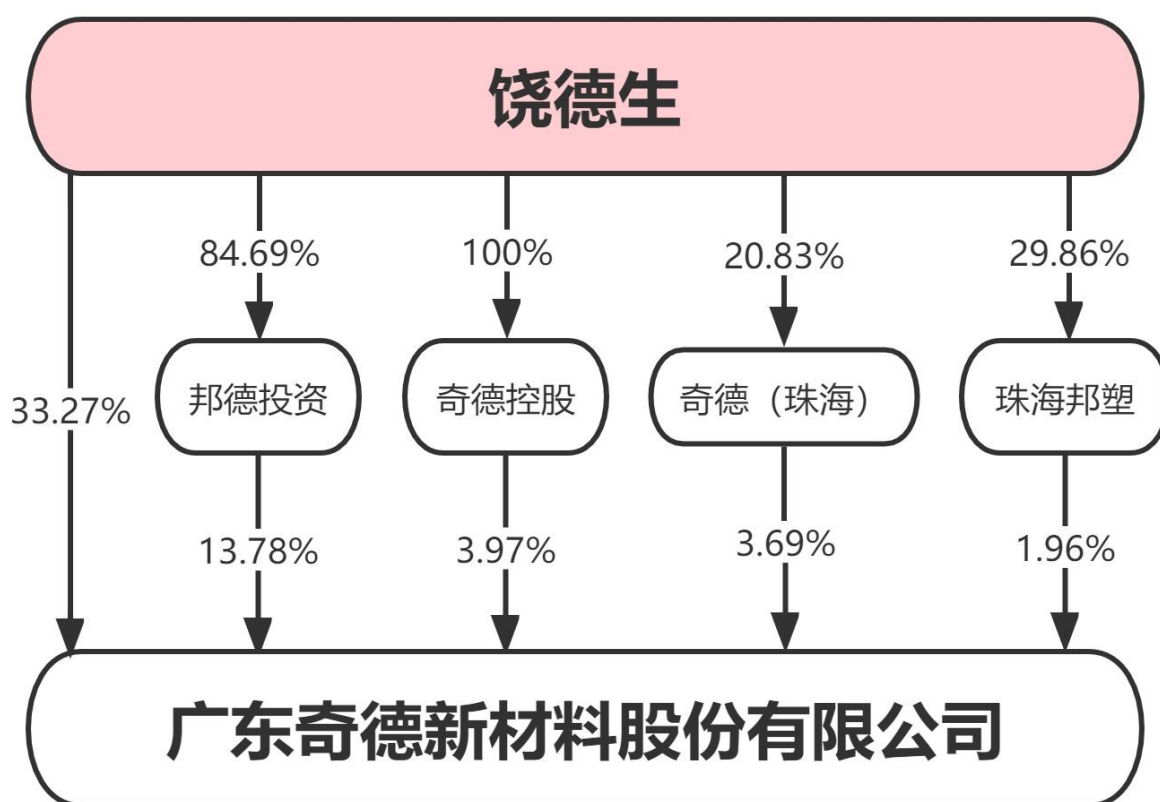 饶德生
84.69%
100%
20.83%
29.86%
邦德投资
奇德控股
奇德（珠海）
珠海邦塑
33.27%
13.78%
3.97%
3.69%
1.96%
广东奇德新材料股份有限公司